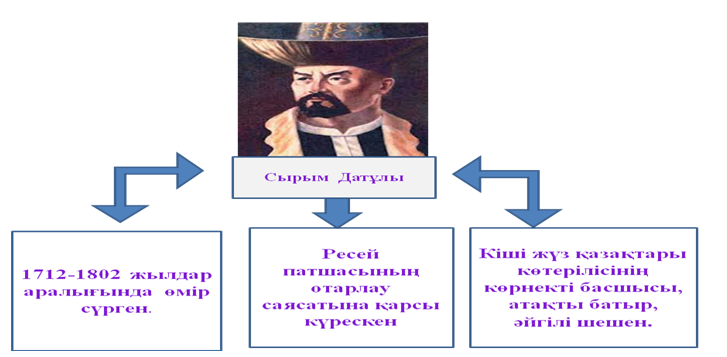 Сырым Датұлы
1712-1802 жылдар
аралығында өмір
сүрген.
Ресей
патшасының
отарлау
саясатына қарсы
күрескен
Кіші жүз қазақтары
көтерілісінің
көрнекті басшысы,
атақты батыр,
әйгілі шешен.